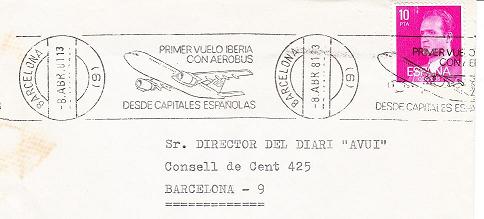 BARCELONA
-8.ABR.81 13
(9)
PRIMER VUELO IBERIA
CON AEROBUS
DESDE CAPITALES ESPAÑOLAS
BARCELONA
-8.ABR.81 13
(9)
10
PTA
PRIMER VUELO
CON AE
ESPAÑA
DESDE CAPITALES ES
Sr. DIRECTOR DEL DIARI "AVUI"
Consell de Cent 425
BARCELONA - 9